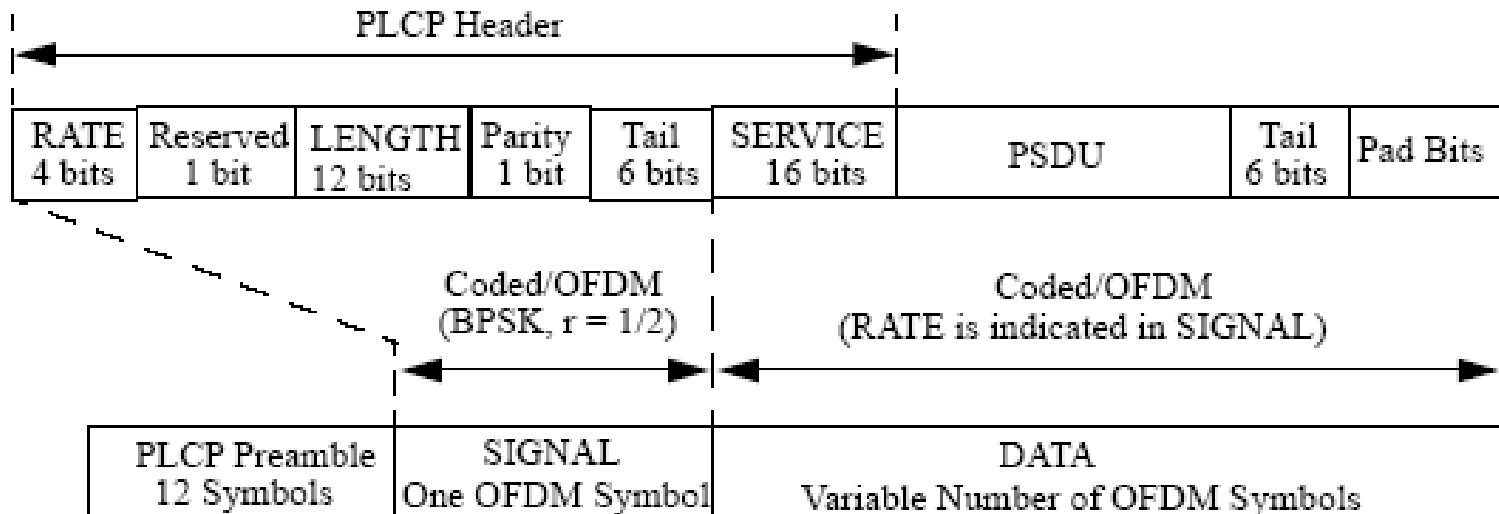 PLCP Header
RATE Reserved LENGTH Parity Tail SERVICE PSDU Tail Pad Bits
4 bits 1 bit 12 bits 1 bit 6 bits 16 bits 6 bits
Coded/OFDM
(BPSK, r = 1/2)
Coded/OFDM
(RATE is indicated in SIGNAL)
PLCP Preamble
12 Symbols
SIGNAL
One OFDM Symbol
DATA
Variable Number of OFDM Symbols